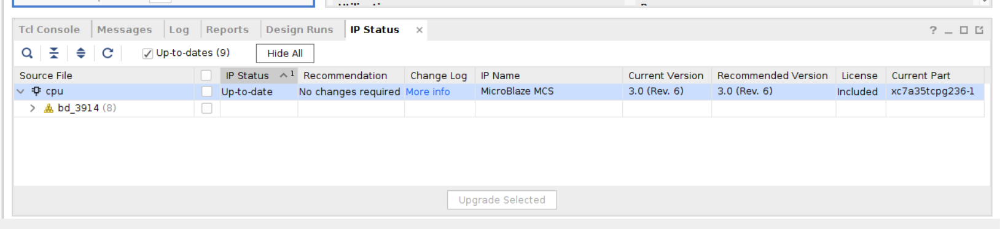 Tcl Console Messages Log Reports Design Runs IP Status × ? _
Up-to-dates (9) Hide All
Source File IP Status 1 Recommendation Change Log IP Name Current Version Recommended Version License Current Part
cpu Up-to-date No changes required More info MicroBlaze MCS 3.0 (Rev. 6) 3.0 (Rev. 6) Included xc7a35tcpg236-1
bd_3914 (8)
Upgrade Selected